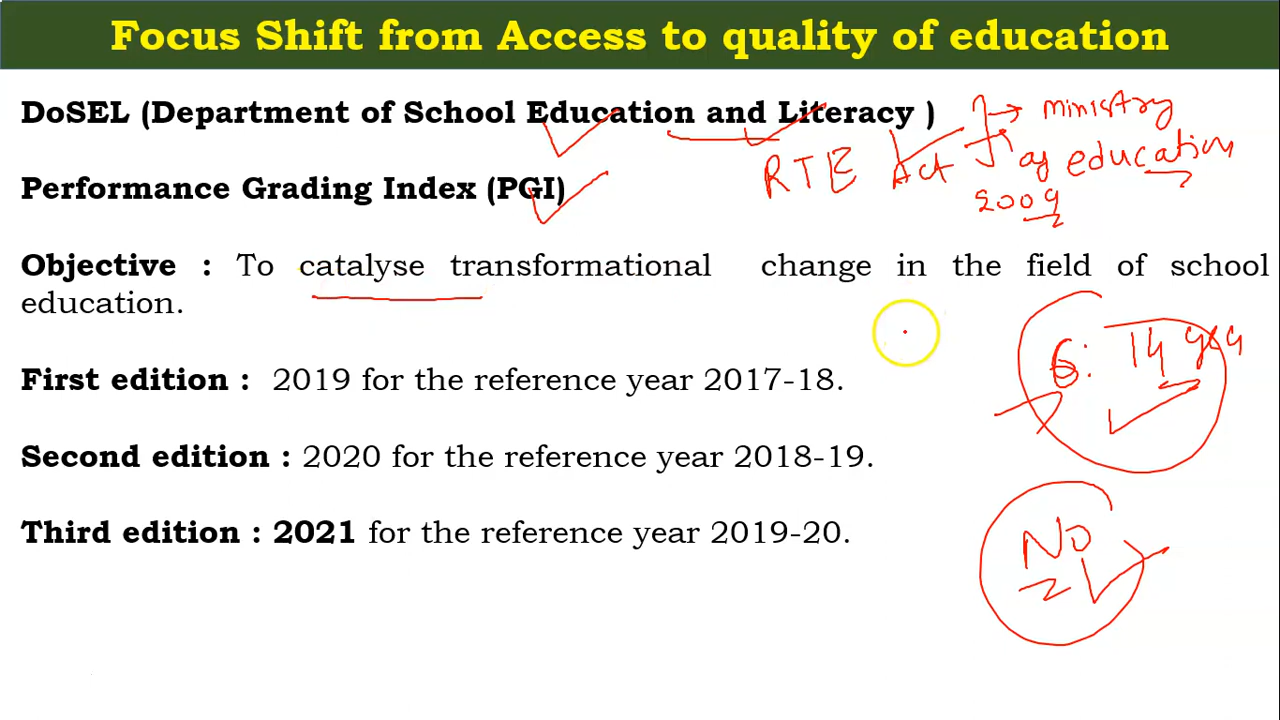 Focus Shift from Access to quality of education
DoSEL (Department of School Education and Literacy )
→ ministry
of education
RTE Act
2009
Performance Grading Index (PGI)
Objective : To catalyse transformational change in the field of school
education.
6: 14
First edition : 2019 for the reference year 2017-18.
Second edition : 2020 for the reference year 2018-19.
Third edition : 2021 for the reference year 2019-20.
No